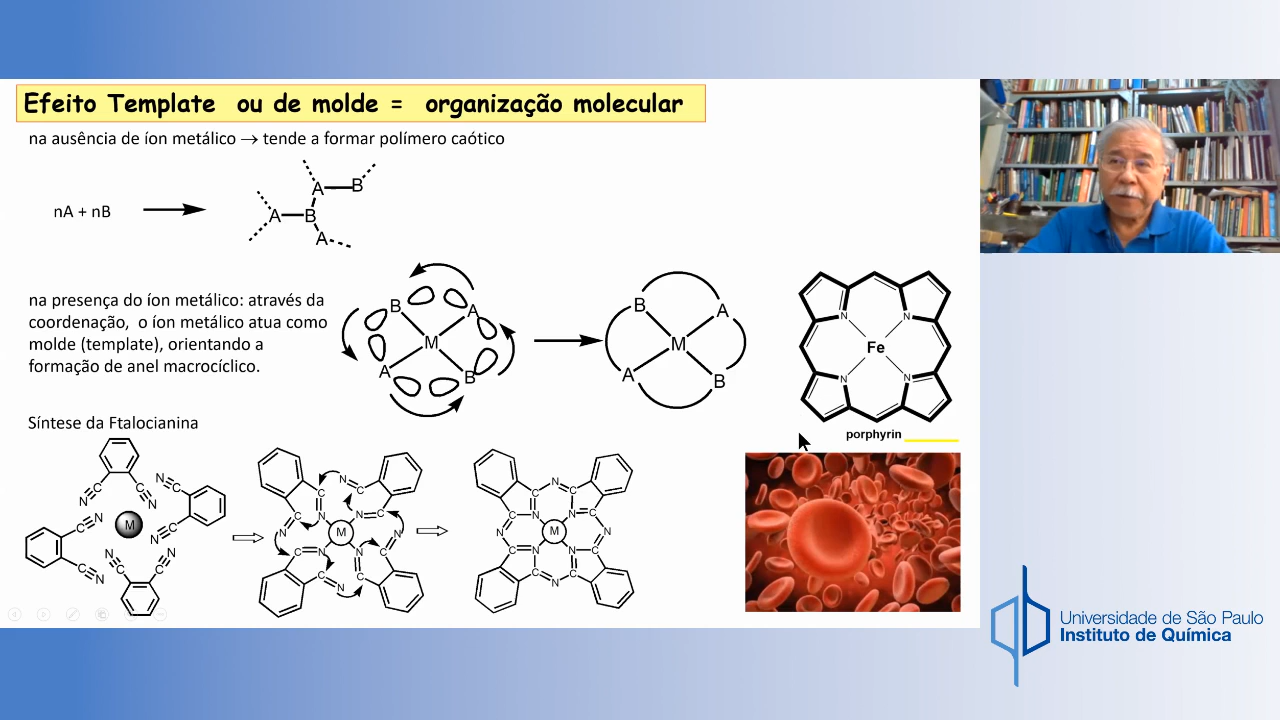 Efeito Template ou de molde = organização molecular
na ausência de íon metálico → tende a formar polímero caótico
nA + nB
A B
A B
A
na presença do íon metálico: através da
coordenação, o íon metálico atua como
molde (template), orientando a
formação de anel macrocíclico.
B A
M
A B
B A
M
A B
N N
Fe
N N
porphyrin
Síntese da Ftalocianina
N C C N
N C C N
M
C N N C
N C C N
N C
C N
N N C
M
C N N C
C N
N
C N C
N N
N M N
C N N C
C N C
Universidade de São Paulo
Instituto de Química